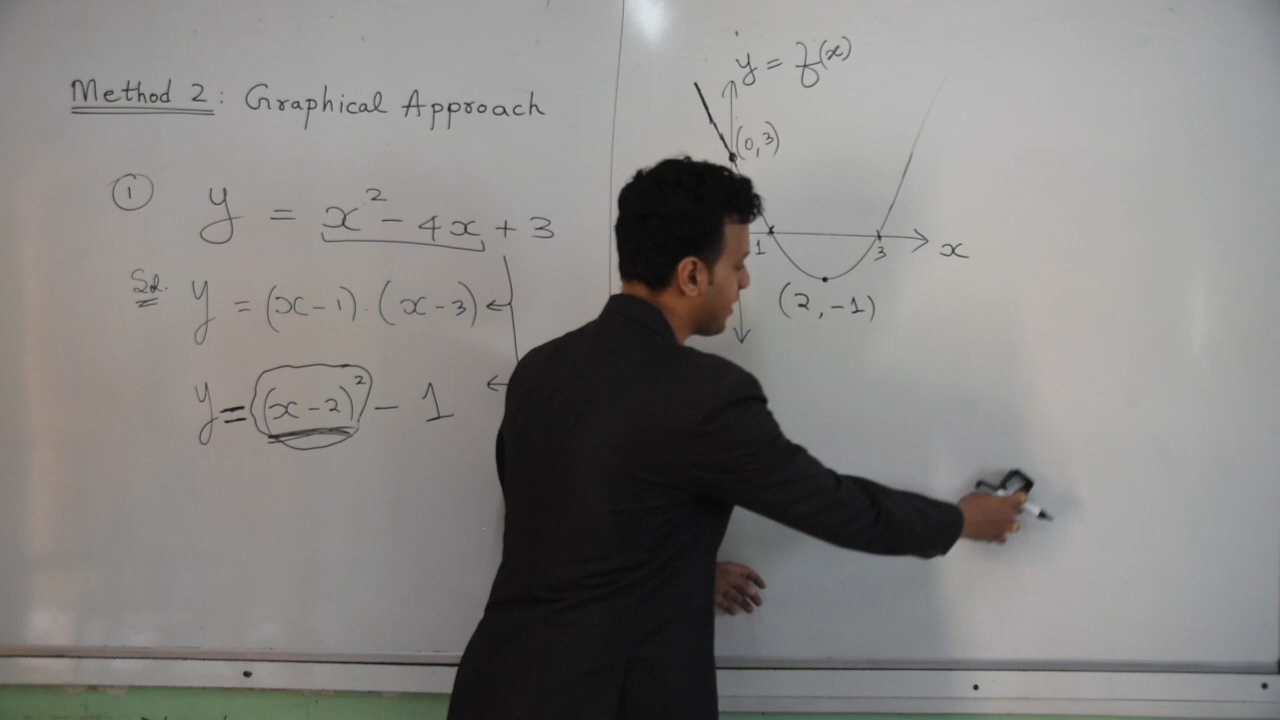 Method 2: Graphical Approach
① y = x² - 4x + 3
Sol. y = (x-1).(x-3)
y = (x-2)² - 1
y = f(x)
(0,3)
1
3
x
(2,-1)